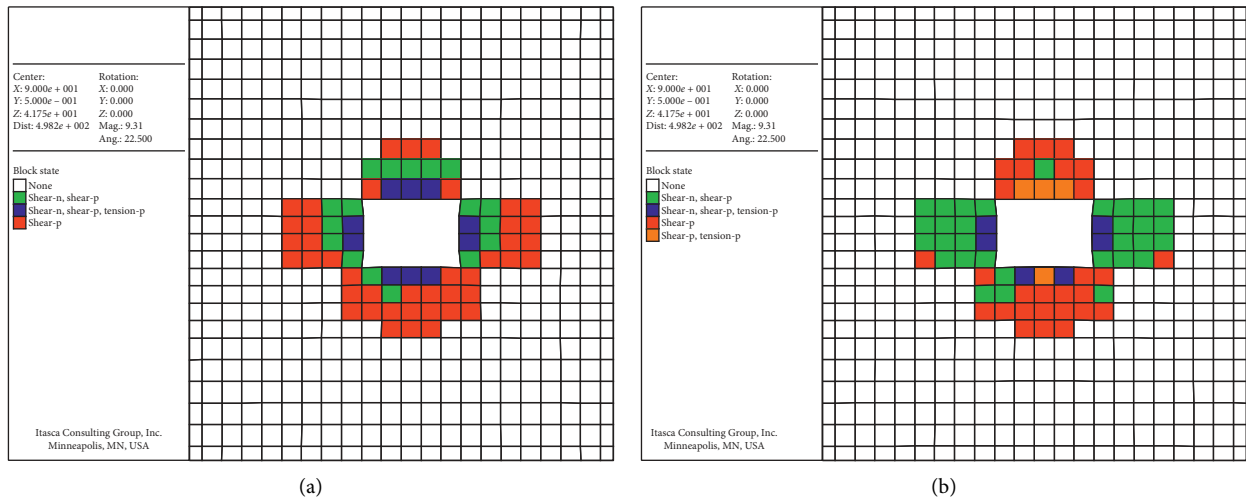 Center: Rotation:
X: 9.000e + 001 X: 0.000
Y: 5.000e − 001 Y: 0.000
Z: 4.175e + 001 Z: 0.000
Dist: 4.982e + 002 Mag.: 9.31
Ang.: 22.500
Block state
None
Shear-n, shear-p
Shear-n, shear-p, tension-p
Shear-p
Itasca Consulting Group, Inc.
Minneapolis, MN, USA
(a)
Center: Rotation:
X: 9.000e + 001 X: 0.000
Y: 5.000e − 001 Y: 0.000
Z: 4.175e + 001 Z: 0.000
Dist: 4.982e + 002 Mag.: 9.31
Ang.: 22.500
Block state
None
Shear-n, shear-p
Shear-n, shear-p, tension-p
Shear-p
Shear-p, tension-p
Itasca Consulting Group, Inc.
Minneapolis, MN, USA
(b)